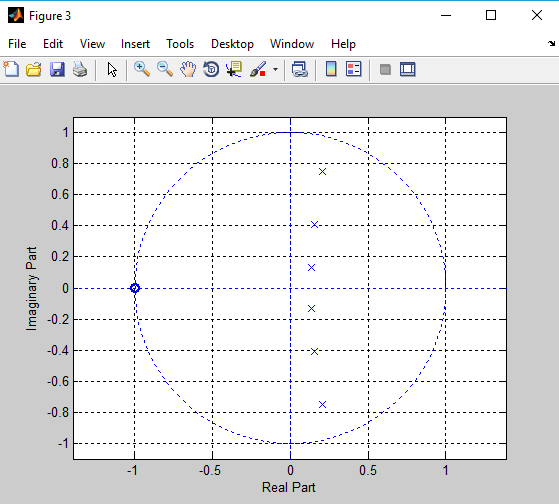 Figure 3
File Edit View Insert Tools Desktop Window Help
1
0.8
0.6
0.4
0.2
0
-0.2
-0.4
-0.6
-0.8
-1
Imaginary Part
-1 -0.5 0 0.5 1
Real Part